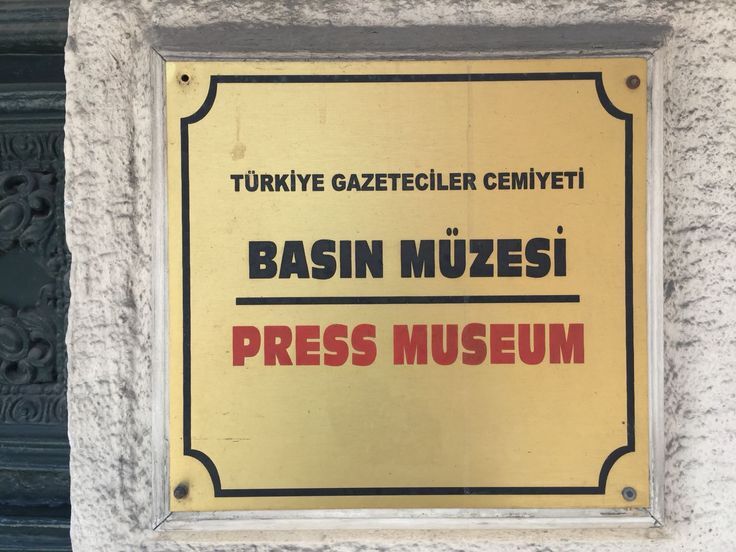 TÜRKİYE GAZETECİLER CEMİYETİ
BASIN MÜZESİ
PRESS MUSEUM